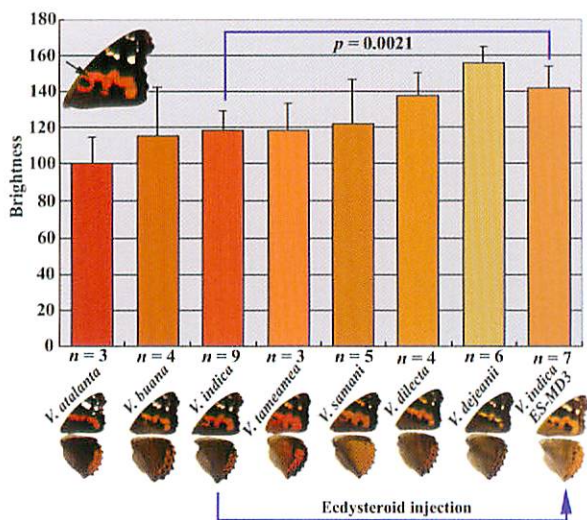 180
160
140
120
100
80
60
40
20
0
Brightness
p = 0.0021
n = 3
n = 4
n = 9
n = 3
n = 5
n = 4
n = 6
n = 7
V. atalanta
V. buana
V. indica
V. tameamea
V. samani
V. dilecta
V. dejeanii
V. indica
ES-MD3
Ecdysteroid injection